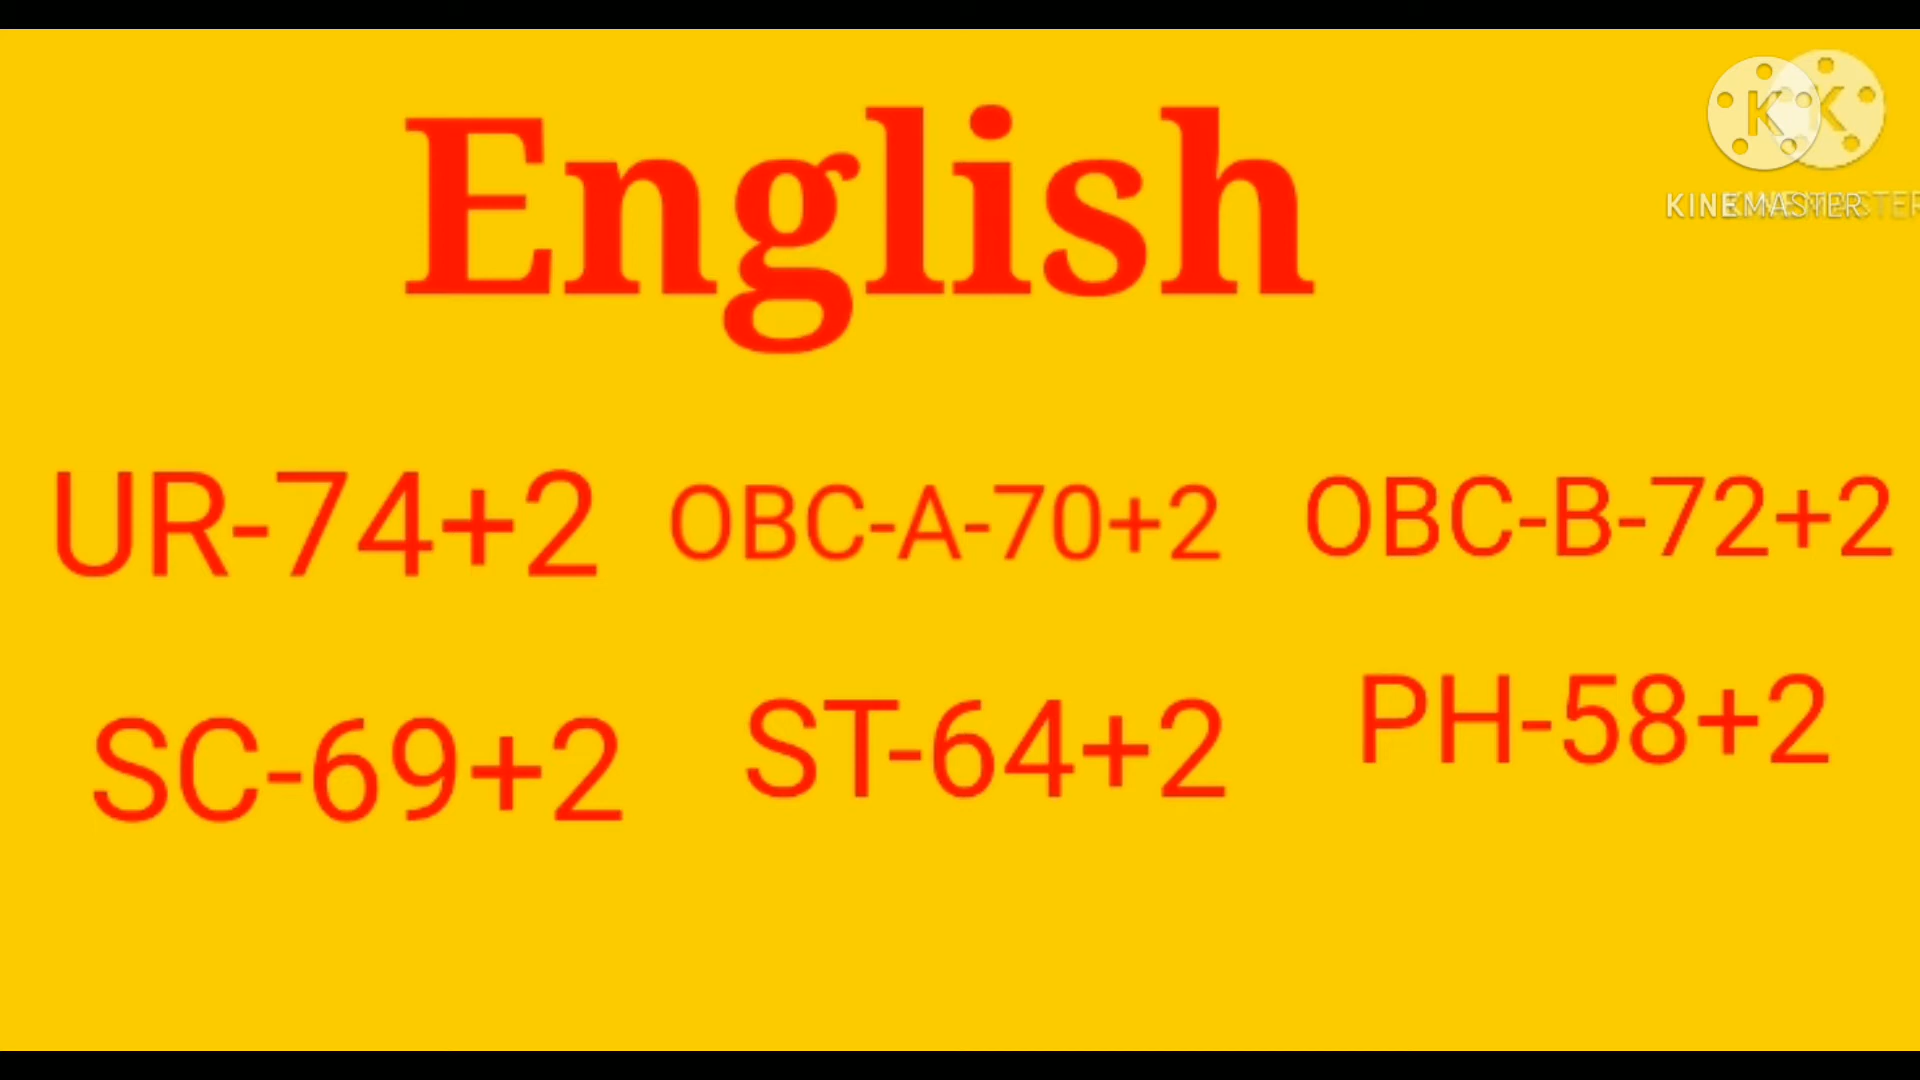 English
KINEMASTER
KINEMASTER
UR-74+2 OBC-A-70+2 OBC-B-72+2
SC-69+2 ST-64+2 PH-58+2